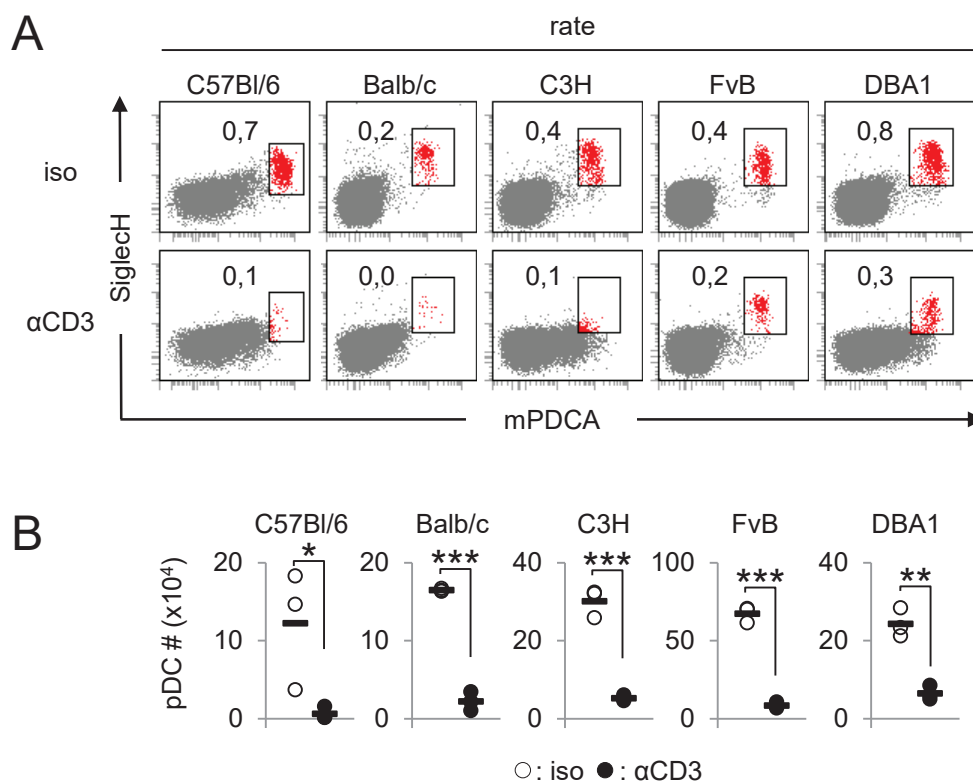 A
rate
C57Bl/6 Balb/c C3H FvB DBA1
iso
0,7 0,2 0,4 0,4 0,8
SiglecH
αCD3
0,1 0,0 0,1 0,2 0,3
mPDCA
B
C57Bl/6 Balb/c C3H FvB DBA1
* *** *** *** **
pDC # (x10⁴)
20 20 40 100 40
10 10 20 50 20
0 0 0 0 0
○: iso ●: αCD3